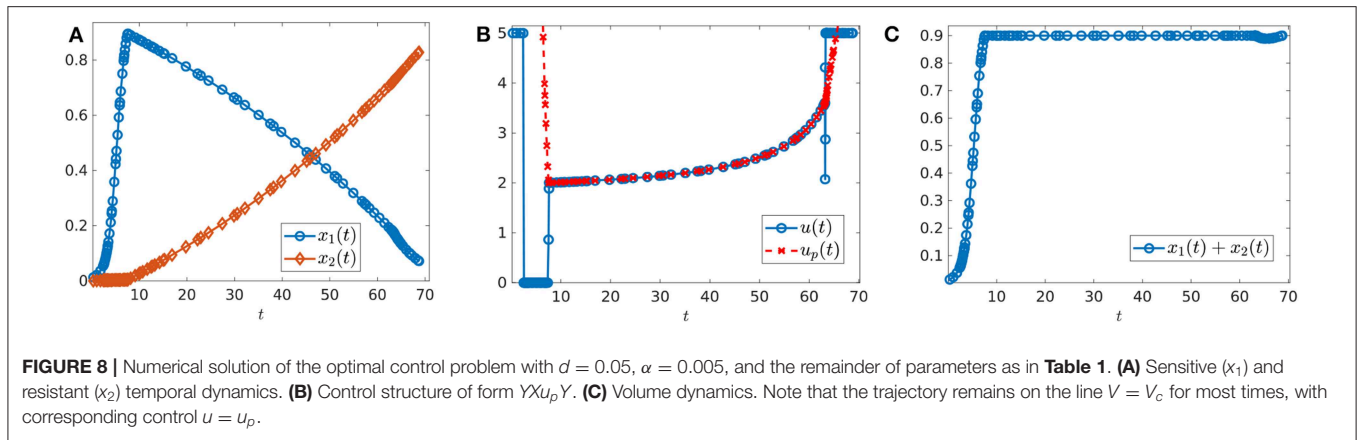 A
0.8
0.6
0.4
0.2
0
10 20 30 40 50 60 70
t
x1(t)
x2(t)
B
5
4
3
2
1
0
10 20 30 40 50 60 70
t
u(t)
up(t)
C
0.9
0.8
0.7
0.6
0.5
0.4
0.3
0.2
0.1
10 20 30 40 50 60 70
t
x1(t) + x2(t)
FIGURE 8 | Numerical solution of the optimal control problem with d = 0.05, α = 0.005, and the remainder of parameters as in Table 1. (A) Sensitive (x1) and
resistant (x2) temporal dynamics. (B) Control structure of form YXupY. (C) Volume dynamics. Note that the trajectory remains on the line V = Vc for most times, with
corresponding control u = up.